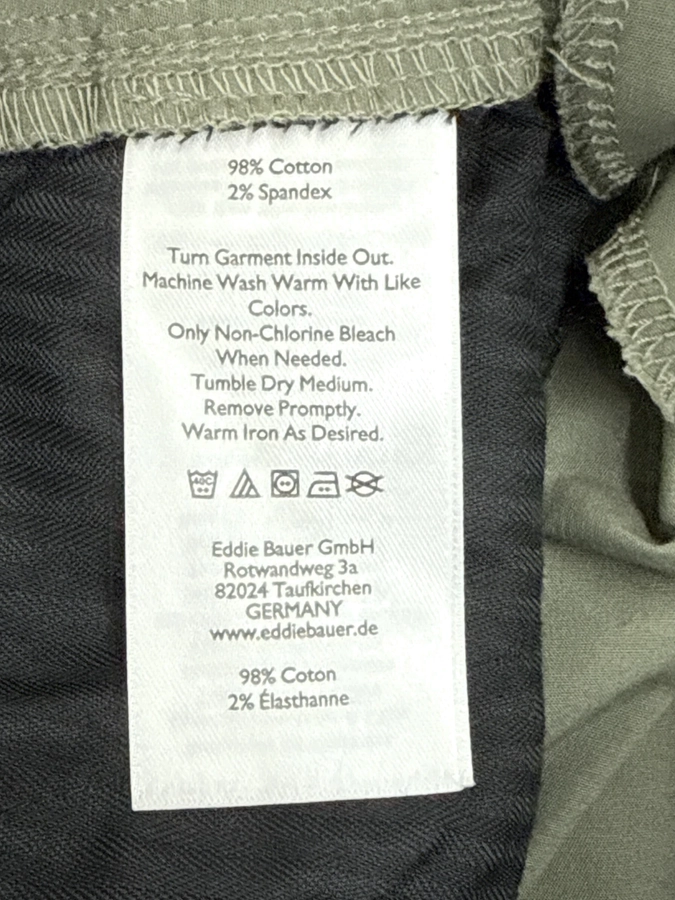 98% Cotton
2% Spandex
Turn Garment Inside Out.
Machine Wash Warm With Like
Colors.
Only Non-Chlorine Bleach
When Needed.
Tumble Dry Medium.
Remove Promptly.
Warm Iron As Desired.
40C
Eddie Bauer GmbH
Rotwandweg 3a
82024 Taufkirchen
GERMANY
www.eddiebauer.de
98% Coton
2% Élasthanne